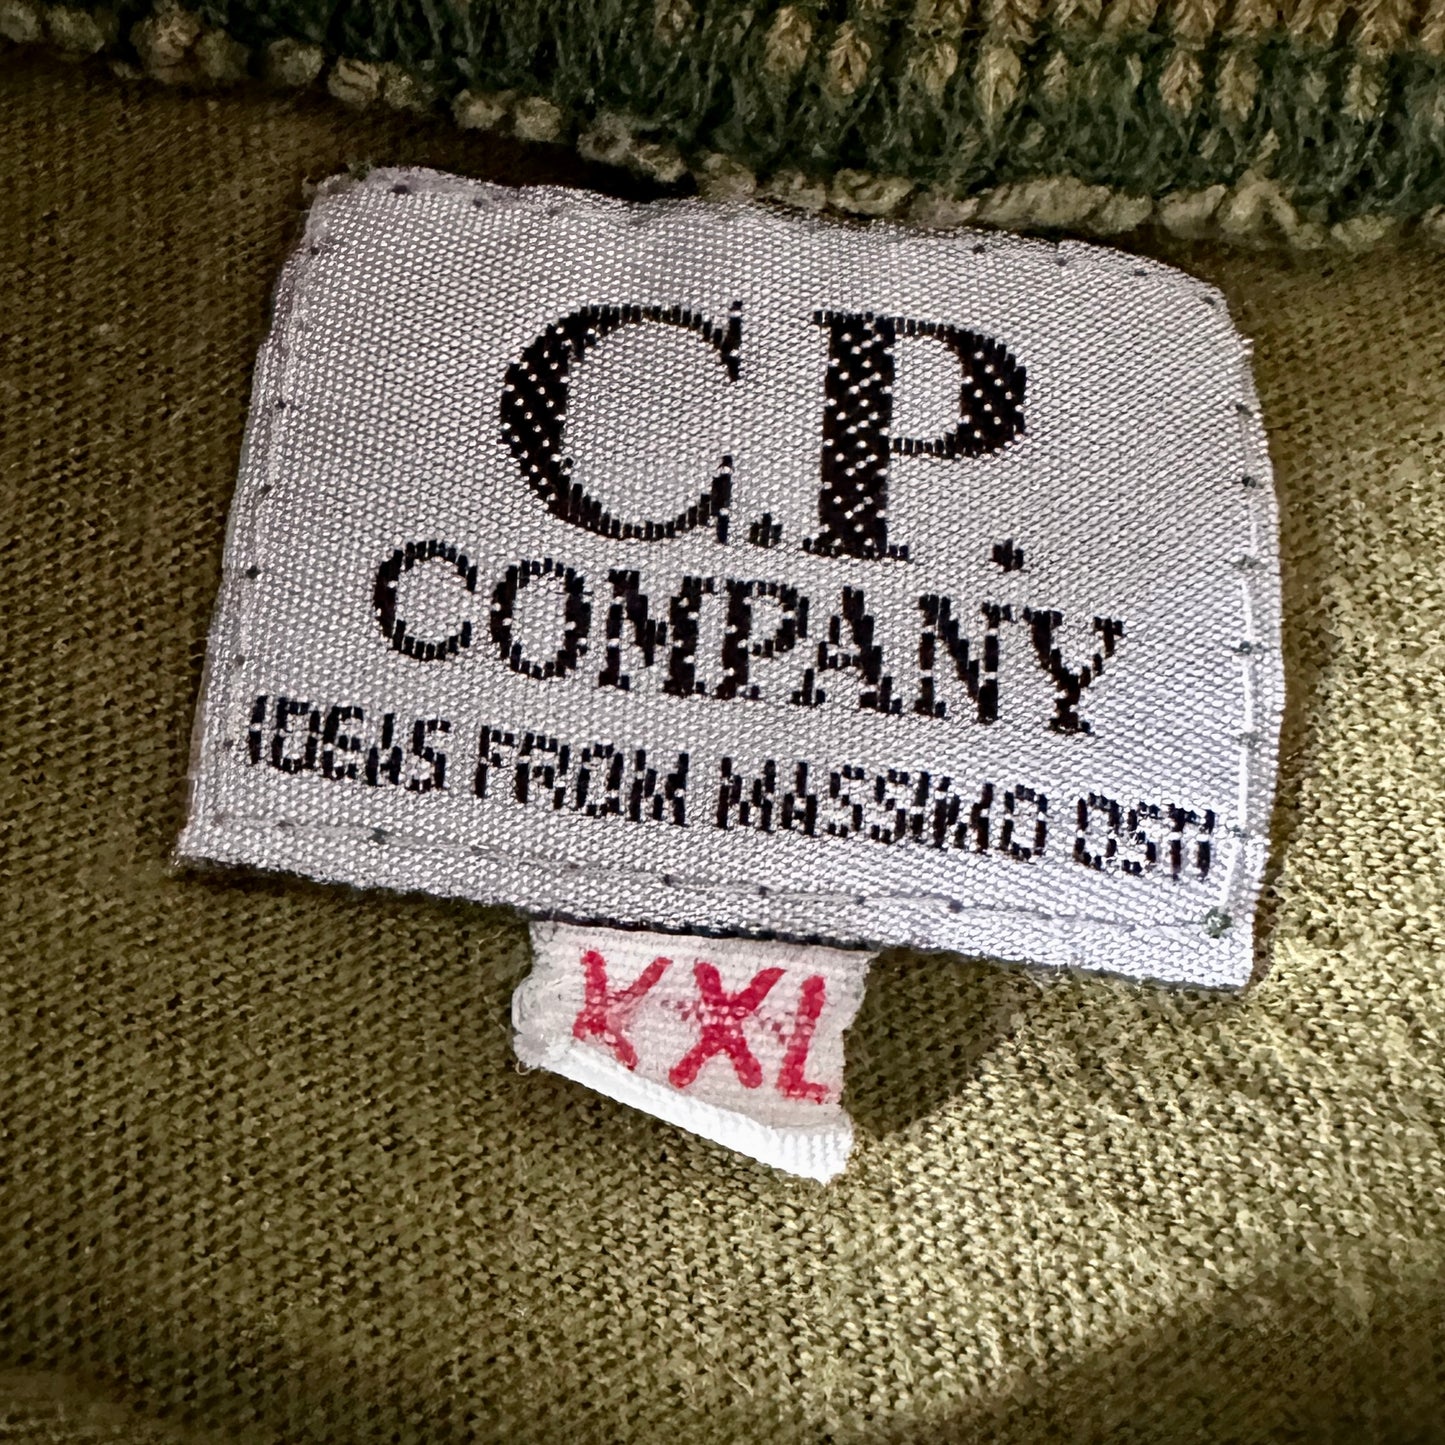 C.P.
COMPANY
IDEAS FROM MASSIMO OSTI
XXL